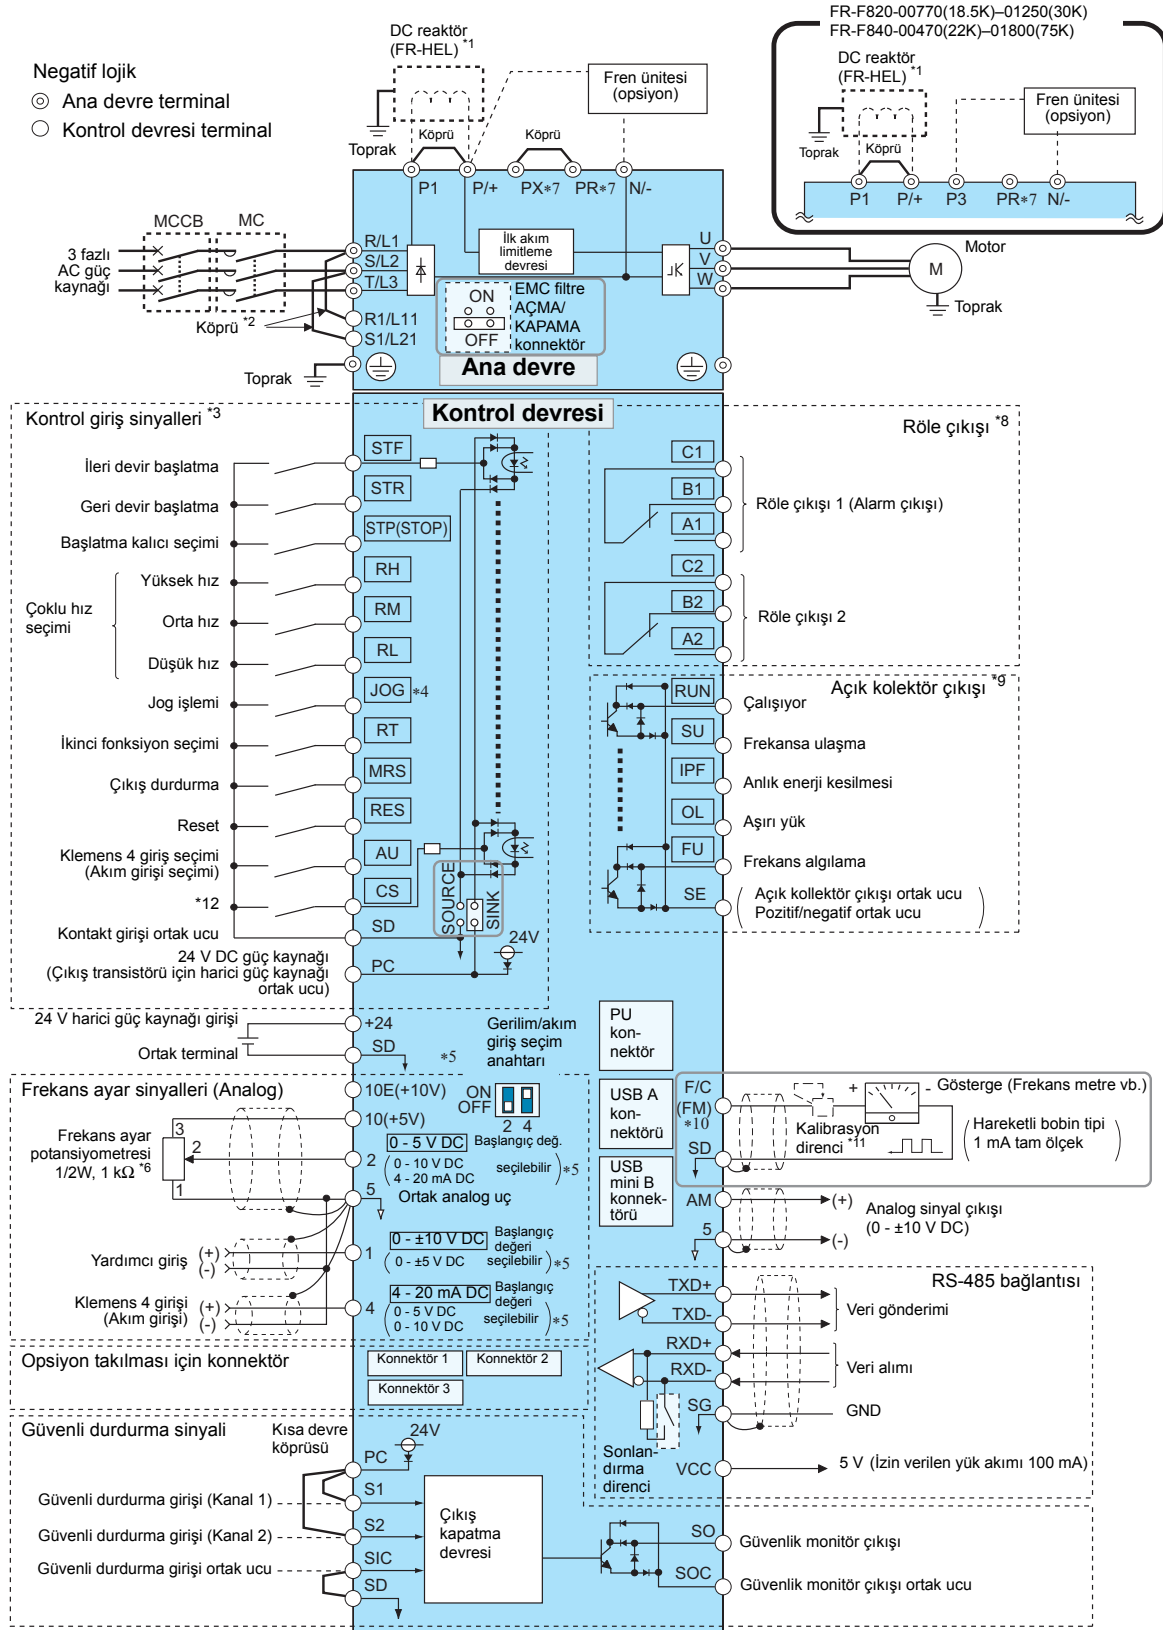 FR-F820-00770(18.5K)–01250(30K)
FR-F840-00470(22K)–01800(75K)
DC reaktör
(FR-HEL) *1
Fren ünitesi
(opsiyon)
Toprak
Köprü
P1
P/+
P3
PR*7
N/-
Negatif lojik
Ana devre terminal
Kontrol devresi terminal
DC reaktör
(FR-HEL) *1
Fren ünitesi
(opsiyon)
Toprak
Köprü
Köprü
P1
P/+
PX*7
PR*7
N/-
MCCB
MC
3 fazlı
AC güç
kaynağı
R/L1
S/L2
T/L3
R1/L11
S1/L21
Köprü *2
Toprak
İlk akım
limitleme
devresi
ON
OFF
EMC filtre
AÇMA/
KAPAMA
konnektör
Ana devre
U
V
W
Motor
M
Toprak
Kontrol devresi
Kontrol giriş sinyalleri *3
İleri devir başlatma
STF
Geri devir başlatma
STR
Başlatma kalıcı seçimi
STP(STOP)
Çoklu hız
seçimi
Yüksek hız
RH
Orta hız
RM
Düşük hız
RL
Jog işlemi
JOG *4
İkinci fonksiyon seçimi
RT
Çıkış durdurma
MRS
Reset
RES
Klemens 4 giriş seçimi
(Akım girişi seçimi)
AU
*12
CS
Kontakt girişi ortak ucu
SD
24 V DC güç kaynağı
(Çıkış transistörü için harici güç kaynağı
ortak ucu)
PC
SOURCE
SINK
24V
Röle çıkışı *8
C1
B1
A1
Röle çıkışı 1 (Alarm çıkışı)
C2
B2
A2
Röle çıkışı 2
Açık kolektör çıkışı *9
RUN
Çalışıyor
SU
Frekansa ulaşma
IPF
Anlık enerji kesilmesi
OL
Aşırı yük
FU
Frekans algılama
SE
Açık kollektör çıkışı ortak ucu
Pozitif/negatif ortak ucu
24 V harici güç kaynağı girişi
+24
Ortak terminal
SD
*5
Gerilim/akım
giriş seçim
anahtarı
ON
OFF
2 4
Frekans ayar sinyalleri (Analog)
10E(+10V)
10(+5V)
Frekans ayar
potansiyometresi
1/2W, 1 kΩ *6
3
2
1
2
0 - 5 V DC
Başlangıç değ.
(0 - 10 V DC
4 - 20 mA DC
seçilebilir) *5
5
Ortak analog uç
Yardımcı giriş
(+)
(-)
1
0 - ±10 V DC
Başlangıç
değeri
(0 - ±5 V DC
seçilebilir) *5
Klemens 4 girişi
(Akım girişi)
(+)
(-)
4
4 - 20 mA DC
Başlangıç
değeri
(0 - 5 V DC
0 - 10 V DC
seçilebilir) *5
PU
kon-
nektör
USB A
kon-
nektörü
USB
mini B
konnek-
törü
F/C
(FM)
*10
SD
+
-
Gösterge (Frekans metre vb.)
Kalibrasyon
direnci *11
(Hareketli bobin tipi
1 mA tam ölçek)
AM
(+)
5
(-)
Analog sinyal çıkışı
(0 - ±10 V DC)
RS-485 bağlantısı
TXD+
TXD-
Veri gönderimi
RXD+
RXD-
Veri alımı
SG
GND
Sonlan-
dırma
direnci
VCC
5 V (İzin verilen yük akımı 100 mA)
Opsiyon takılması için konnektör
Konnektör 1
Konnektör 2
Konnektör 3
Güvenli durdurma sinyali
Kısa devre
köprüsü
24V
PC
Güvenli durdurma girişi (Kanal 1)
S1
Güvenli durdurma girişi (Kanal 2)
S2
Güvenli durdurma girişi ortak ucu
SIC
SD
Çıkış
kapatma
devresi
SO
Güvenlik monitör çıkışı
SOC
Güvenlik monitör çıkışı ortak ucu